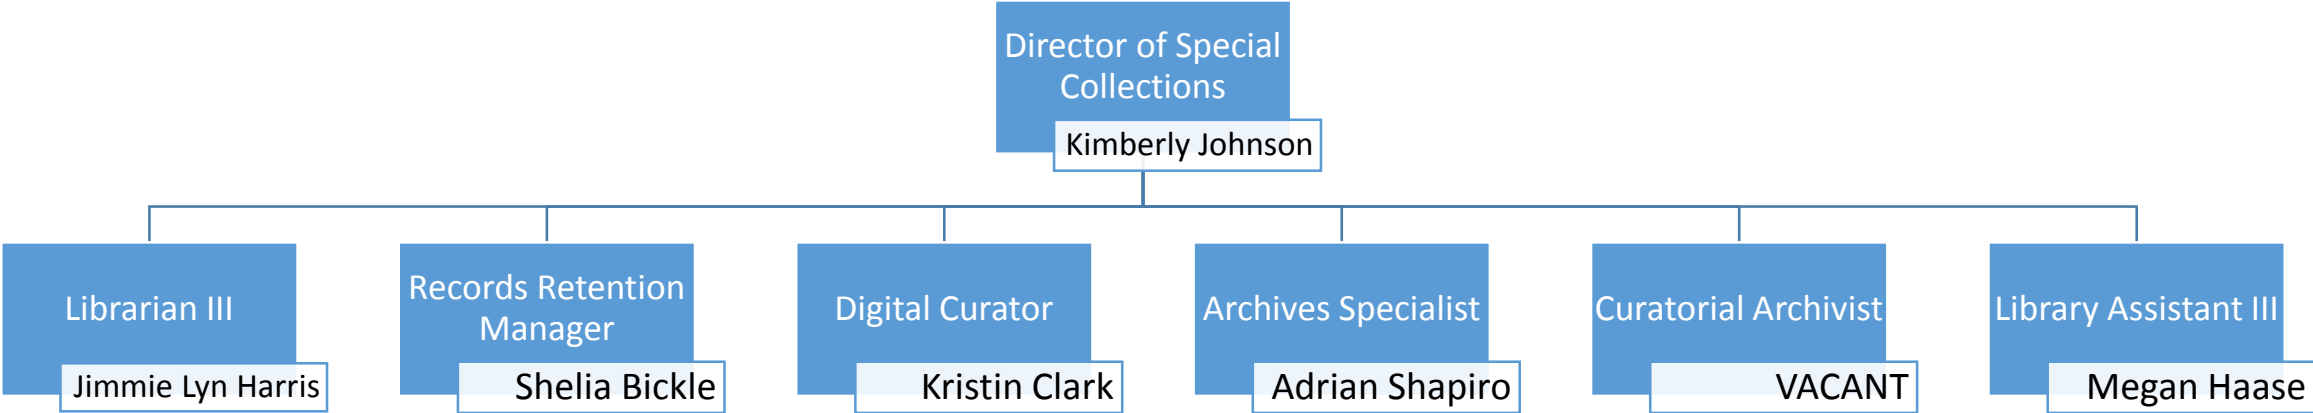 Director of Special
Collections
Kimberly Johnson
Librarian III
Jimmie Lyn Harris
Records Retention
Manager
Shelia Bickle
Digital Curator
Kristin Clark
Archives Specialist
Adrian Shapiro
Curatorial Archivist
VACANT
Library Assistant III
Megan Haase